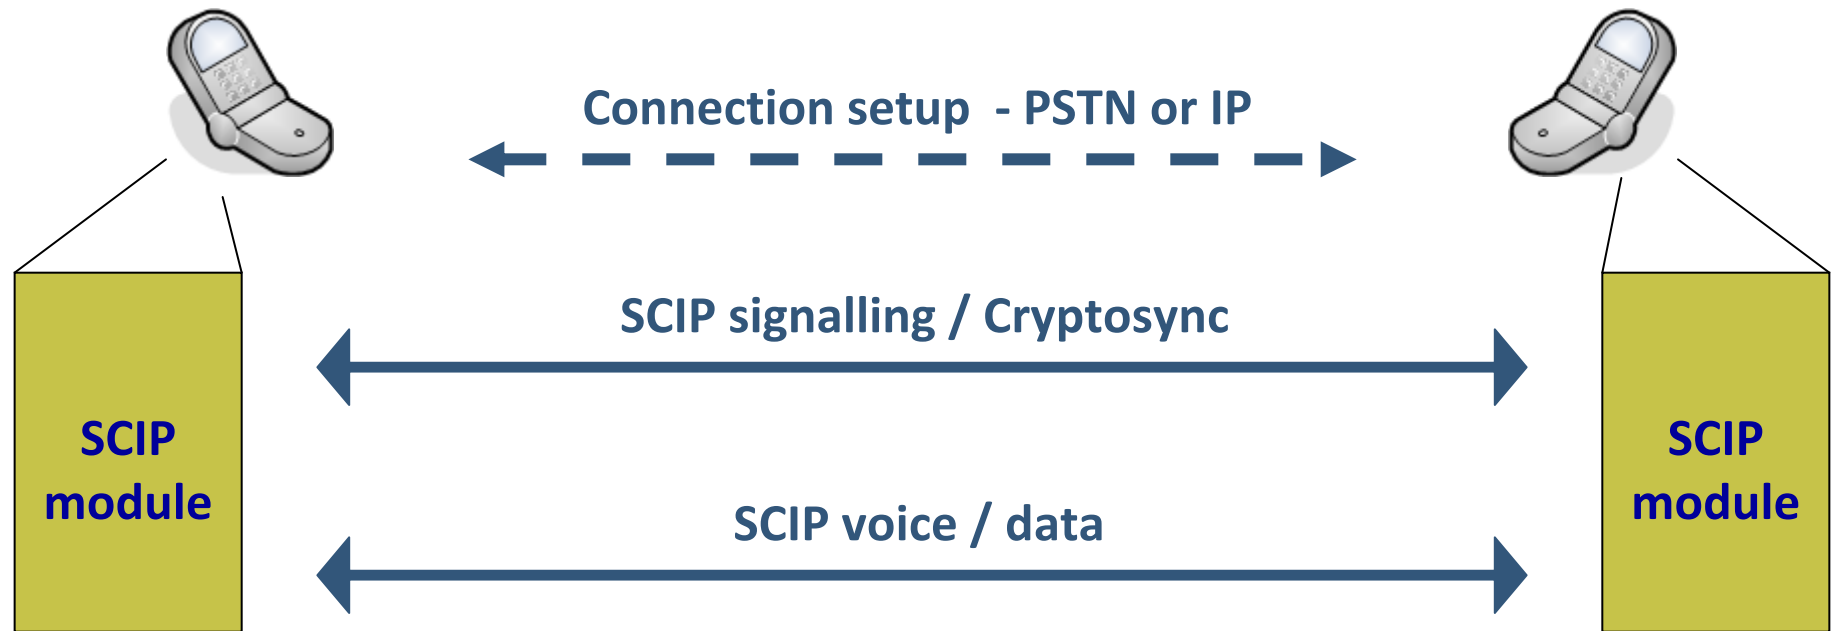 Connection setup - PSTN or IP
SCIP signalling / Cryptosync
SCIP
module
SCIP
module
SCIP voice / data